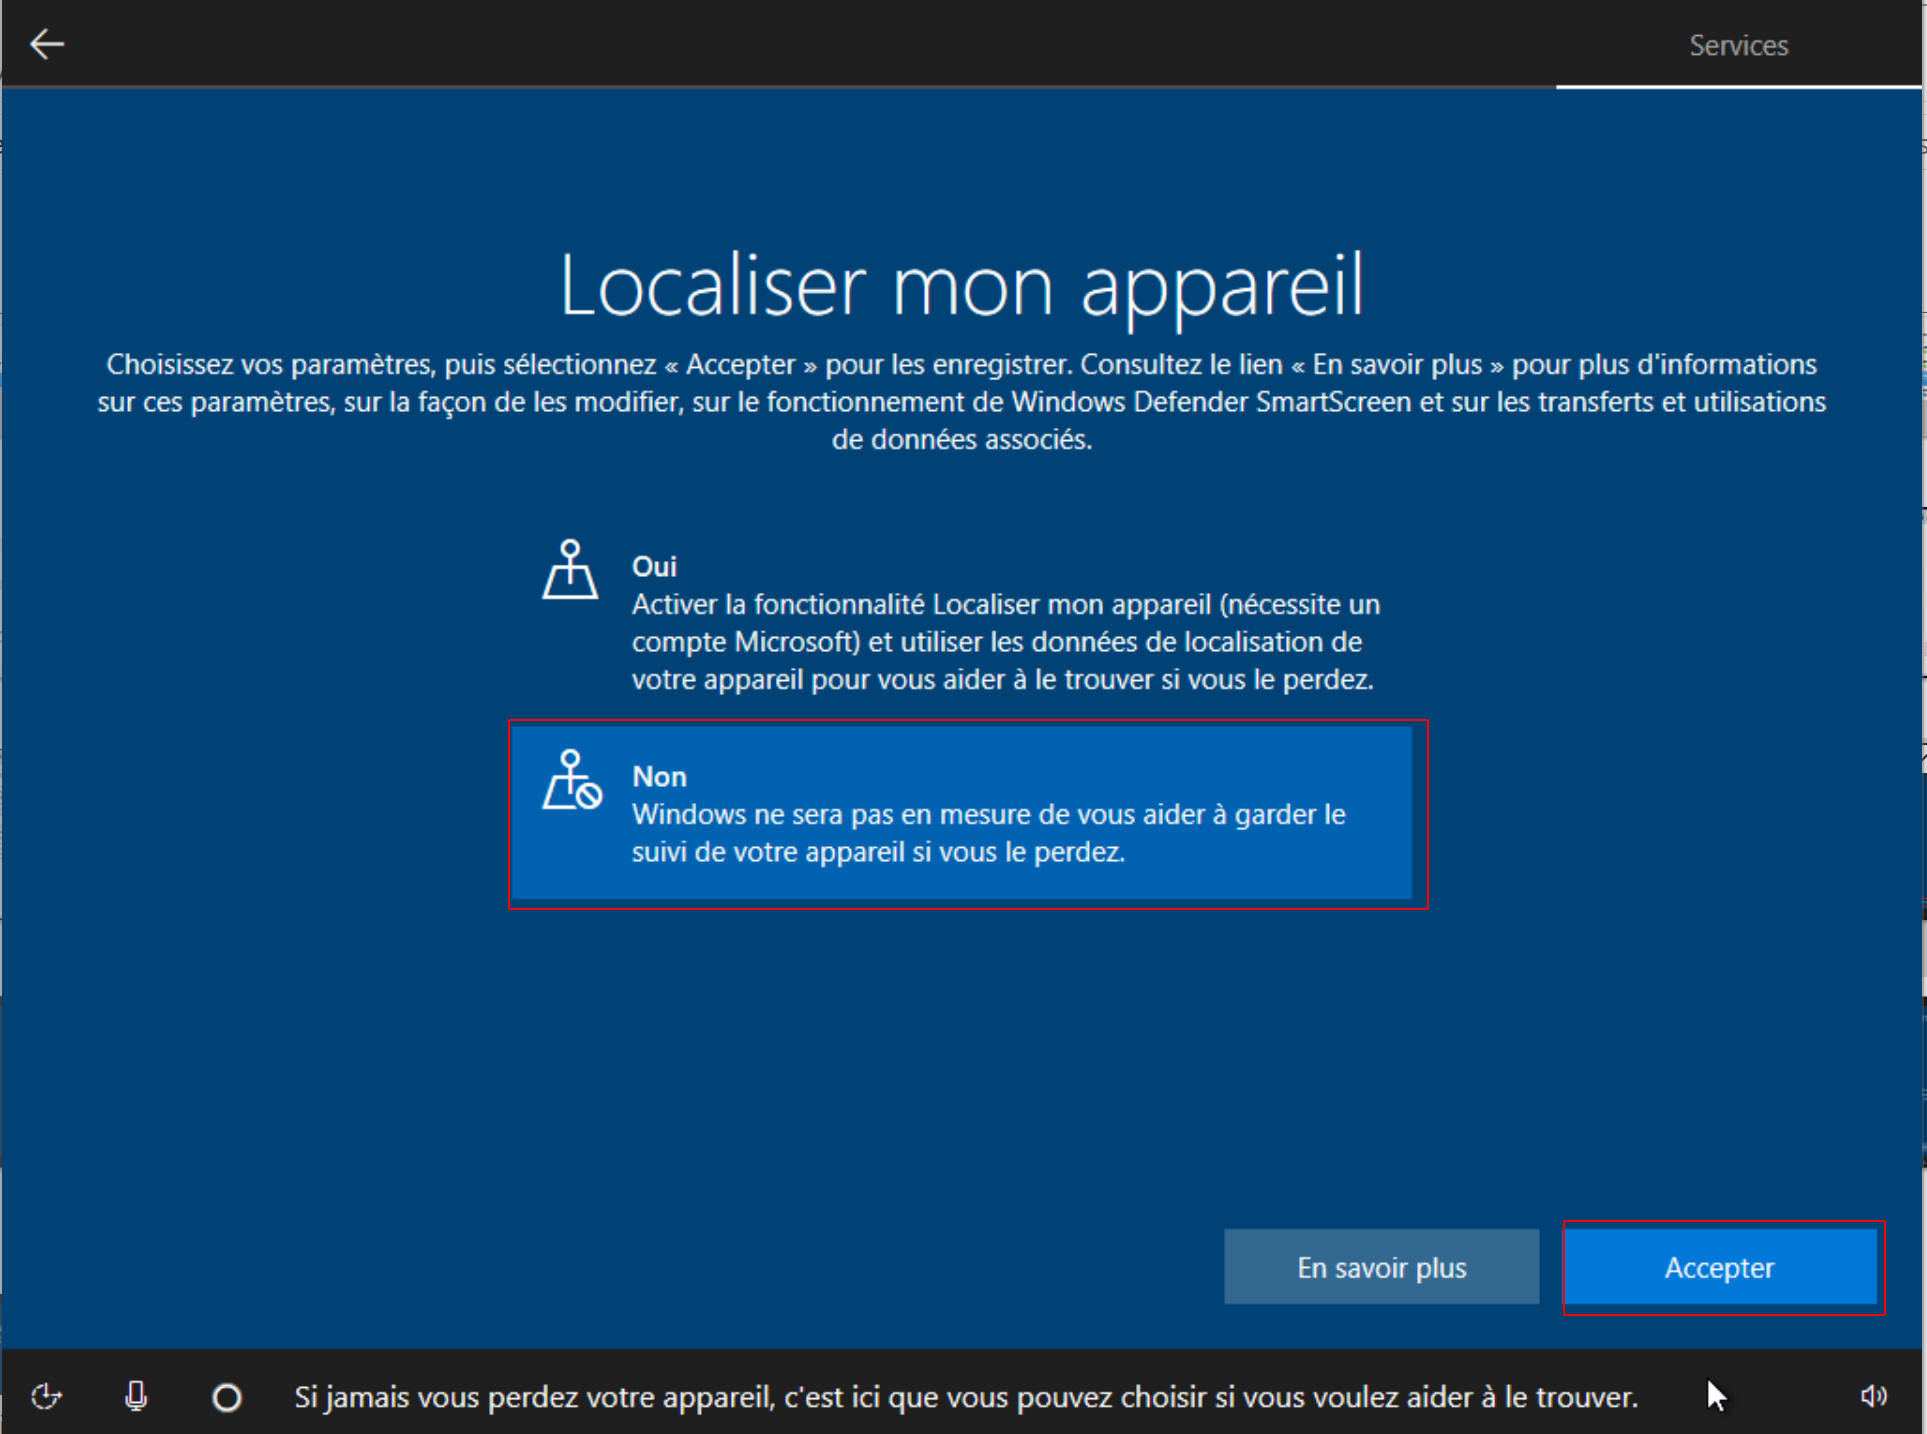 Services
Localiser mon appareil
Choisissez vos paramètres, puis sélectionnez « Accepter » pour les enregistrer. Consultez le lien « En savoir plus » pour plus d'informations
sur ces paramètres, sur la façon de les modifier, sur le fonctionnement de Windows Defender SmartScreen et sur les transferts et utilisations
de données associés.
Oui
Activer la fonctionnalité Localiser mon appareil (nécessite un
compte Microsoft) et utiliser les données de localisation de
votre appareil pour vous aider à le trouver si vous le perdez.
Non
Windows ne sera pas en mesure de vous aider à garder le
suivi de votre appareil si vous le perdez.
En savoir plus
Accepter
Si jamais vous perdez votre appareil, c'est ici que vous pouvez choisir si vous voulez aider à le trouver.